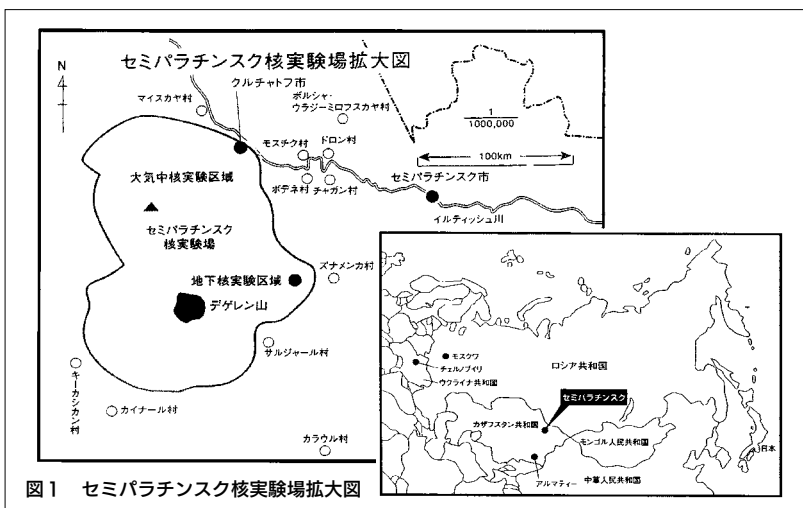 セミパラチンスク核実験場拡大図
N
4
クルチャトフ市
マイスカヤ村
ボルシャ・
ウラジーミロフスカヤ村
1
1000,000
モスチク村
ドロン村
100km
大気中核実験区域
ボデネ村
チャガン村
セミパラチンスク市
イルティッシュ川
セミパラチンスク
核実験場
ズナメンカ村
地下核実験区域
デゲレン山
サルジャール村
キーカシカン村
カイナール村
カラウル村
モスクワ
チェルノブイリ
ロシア共和国
ウクライナ共和国
セミパラチンスク
カザフスタン共和国
モンゴル人民共和国
日本
アルマティー
中華人民共和国
図1 セミパラチンスク核実験場拡大図